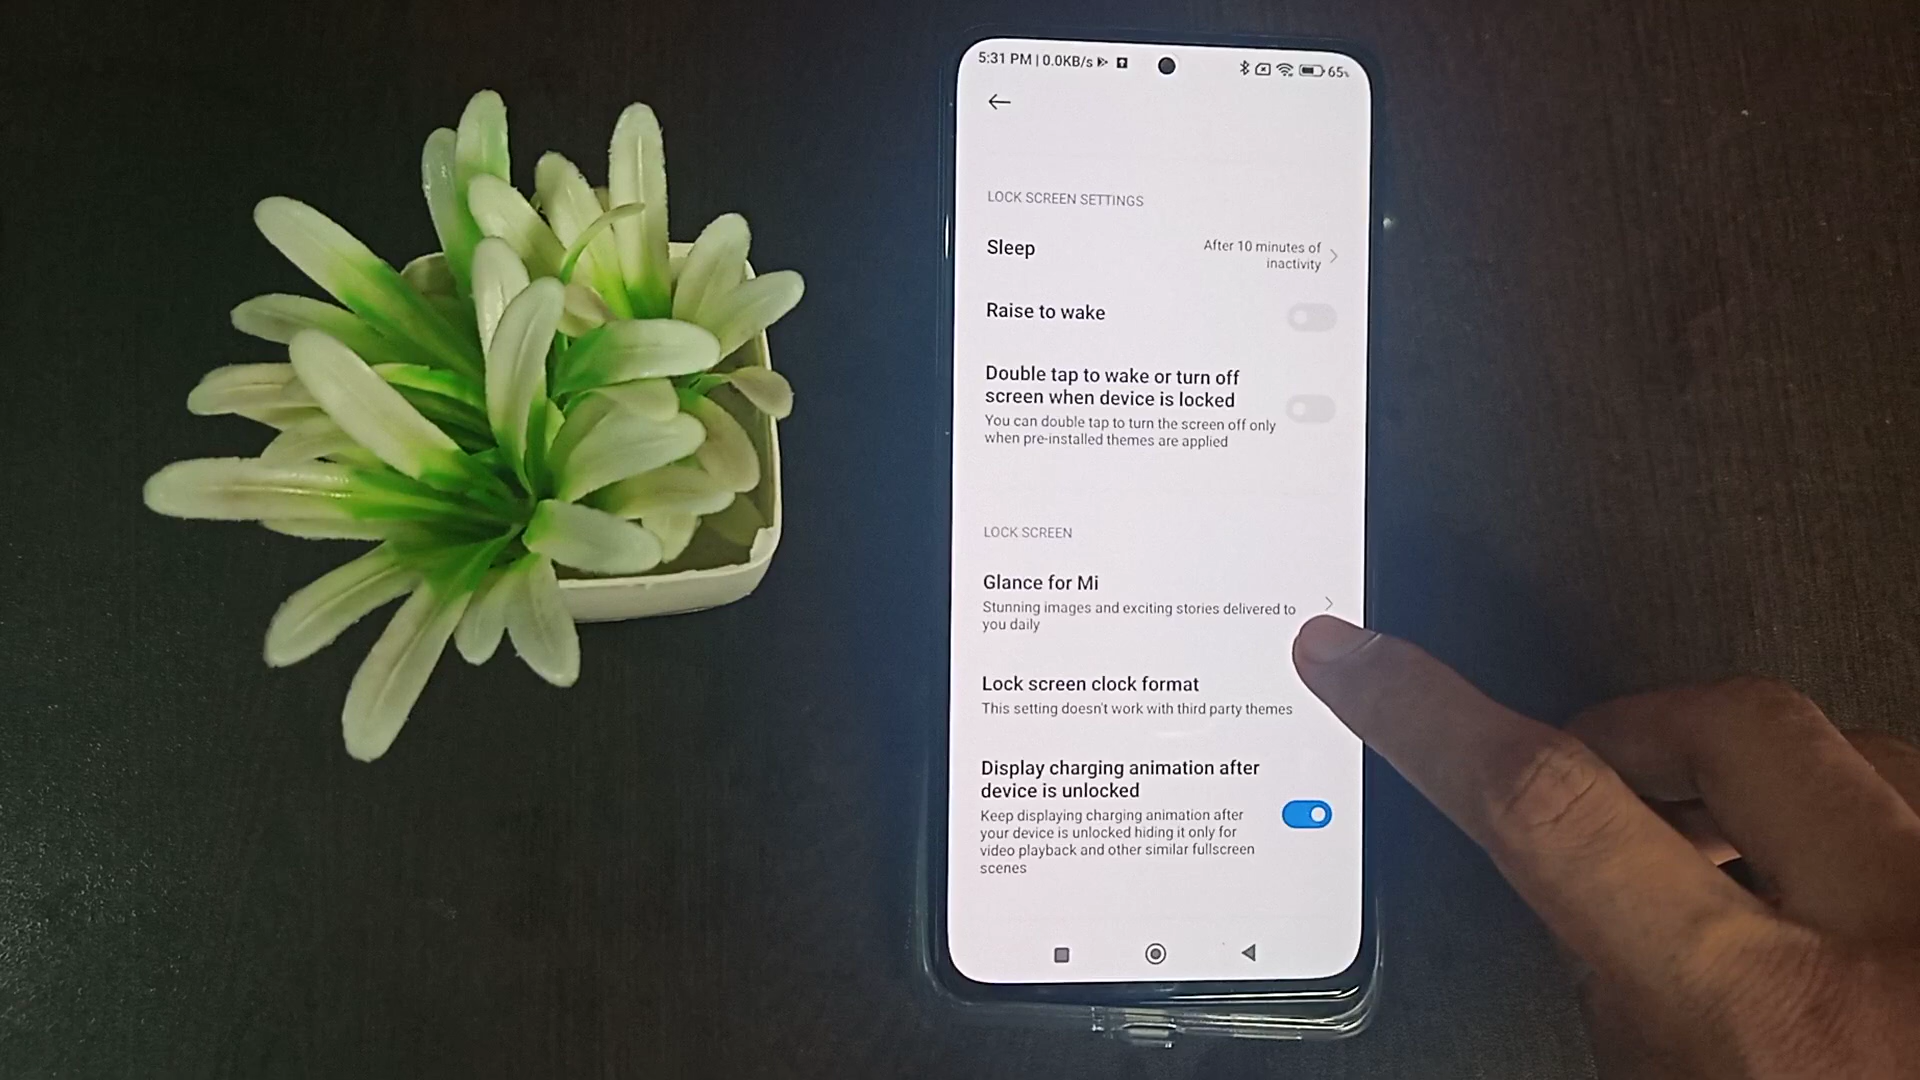 5:31 PM | 0.0KB/s
65%
LOCK SCREEN SETTINGS
Sleep
After 10 minutes of
inactivity
Raise to wake
Double tap to wake or turn off
screen when device is locked
You can double tap to turn the screen off only
when pre-installed themes are applied
LOCK SCREEN
Glance for Mi
Stunning images and exciting stories delivered to
you daily
Lock screen clock format
This setting doesn't work with third party themes
Display charging animation after
device is unlocked
Keep displaying charging animation after
your device is unlocked hiding it only for
video playback and other similar fullscreen
scenes